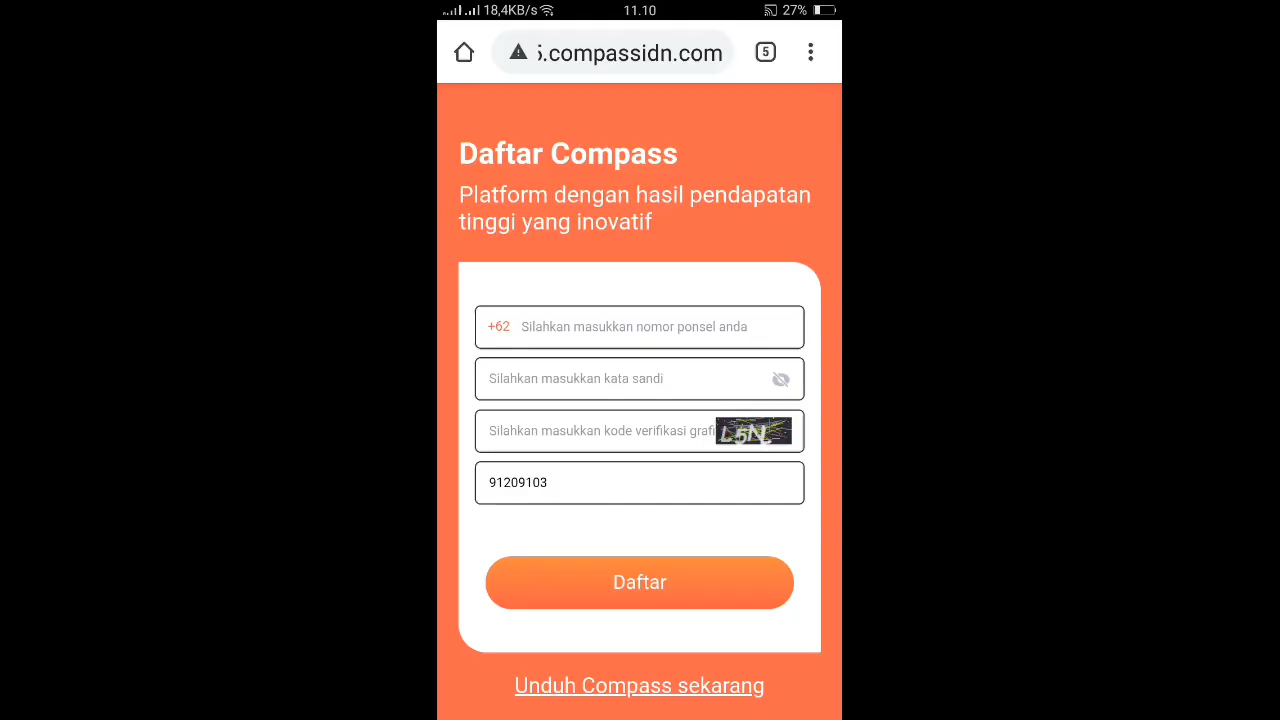 18,4KB/s 11.10 27%
.compassidn.com 5
Daftar Compass
Platform dengan hasil pendapatan
tinggi yang inovatif
+62 Silahkan masukkan nomor ponsel anda
Silahkan masukkan kata sandi
Silahkan masukkan kode verifikasi grafi L5NL
91209103
Daftar
Unduh Compass sekarang